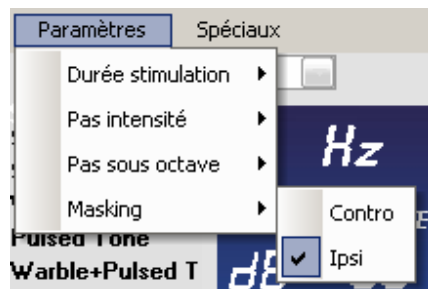 Paramètres Spéciaux
Durée stimulation
Pas intensité
Pas sous octave
Masking
Hz
Contro
Ipsi
Pulsed Tone
Warble+Pulsed T
dB